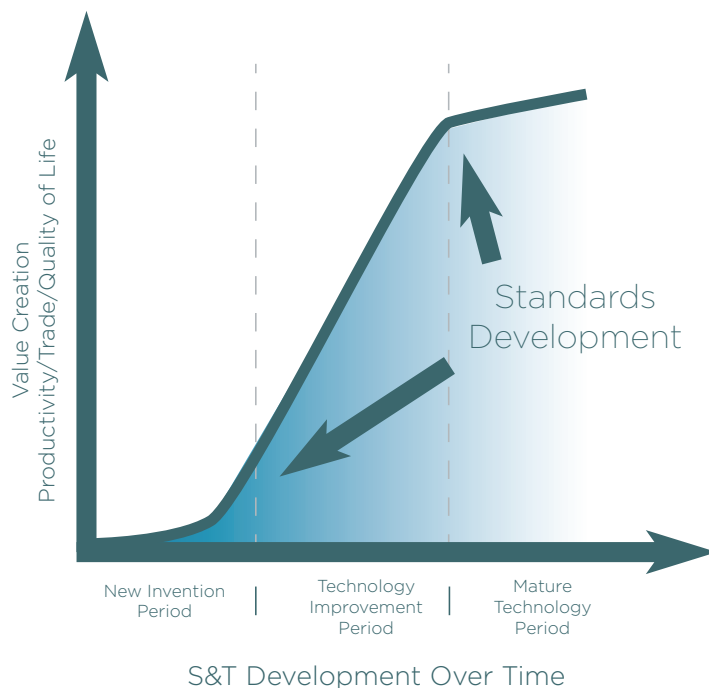 Value Creation
Productivity/Trade/Quality of Life
Standards
Development
New Invention
Period
Technology
Improvement
Period
Mature
Technology
Period
S&T Development Over Time